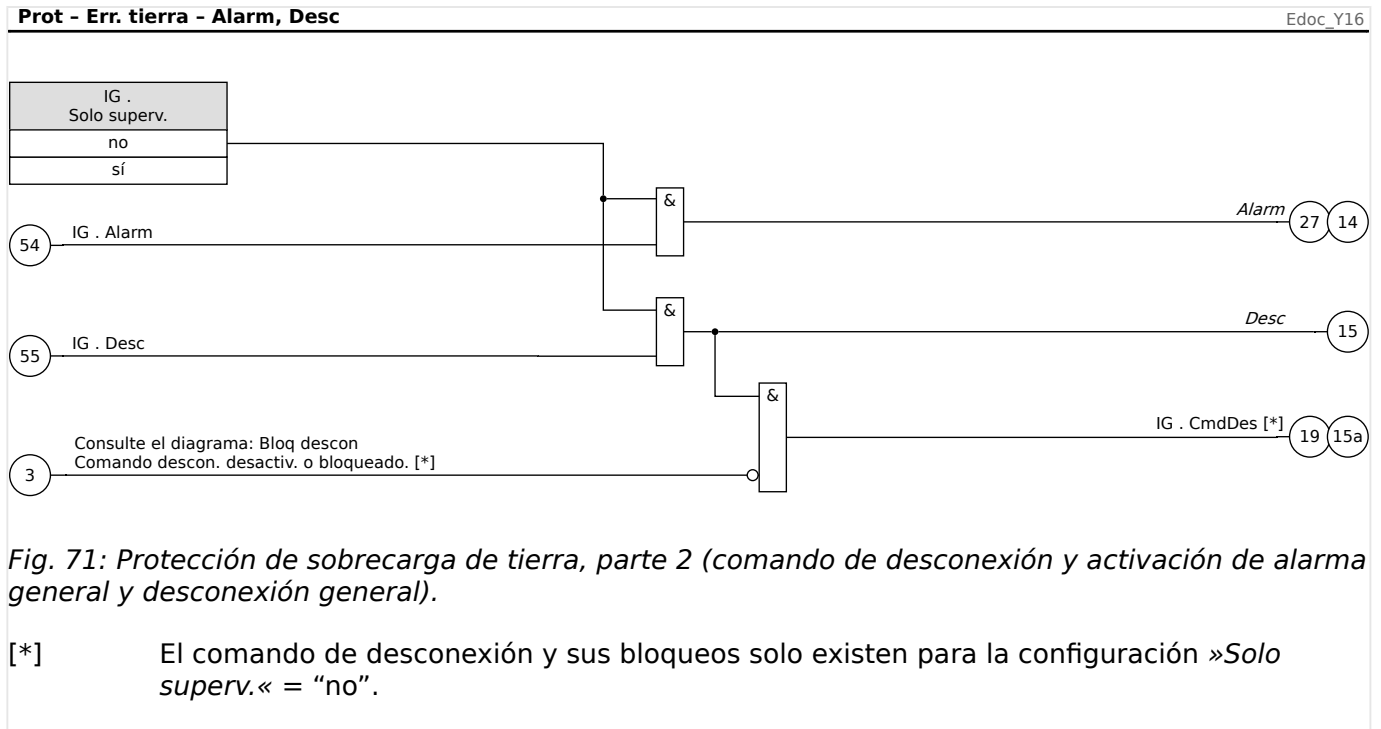 Prot – Err. tierra – Alarm, Desc
Edoc_Y16
IG .
Solo superv.
no
sí
&
Alarm
27
14
54
IG . Alarm
&
Desc
15
55
IG . Desc
&
IG . CmdDes [*]
19
15a
Consulte el diagrama: Bloq descon
Comando descon. desactiv. o bloqueado. [*]
3
Fig. 71: Protección de sobrecarga de tierra, parte 2 (comando de desconexión y activación de alarma
general y desconexión general).
[*] El comando de desconexión y sus bloqueos solo existen para la configuración »Solo
superv.« = “no”.